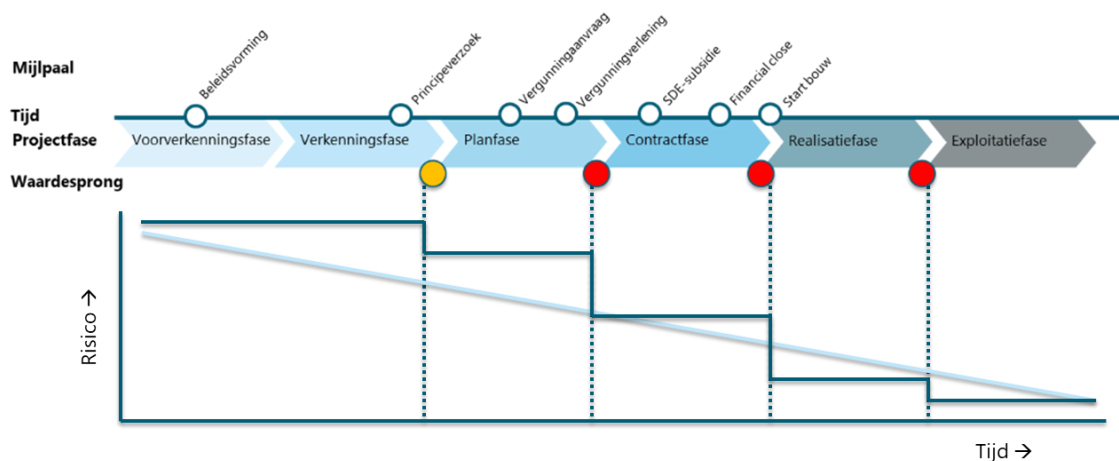 Mijlpaal
Beleidsvorming
Principeverzoek
Vergunningaanvraag
Vergunningverlening
SDE-subsidie
Financial close
Start bouw
Tijd
Projectfase
Voorverkenningsfase
Verkenningsfase
Planfase
Contractfase
Realisatiefase
Exploitatiefase
Waardesprong
Risico →
Tijd →